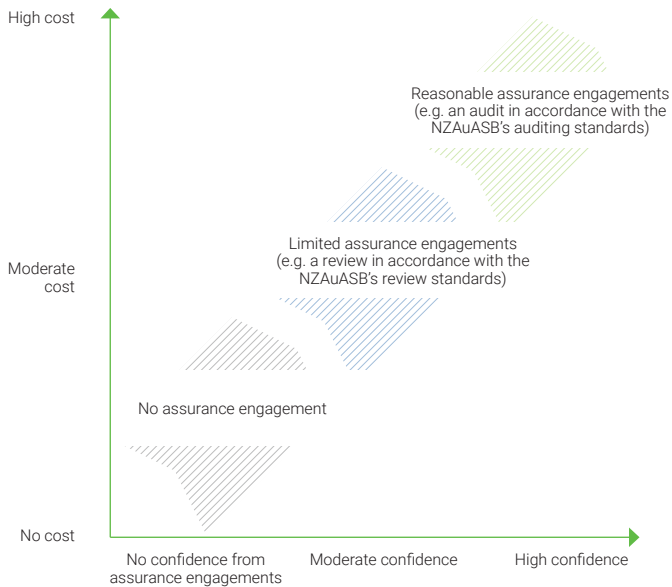 High cost
Reasonable assurance engagements
(e.g. an audit in accordance with the
NZAuASB’s auditing standards)
Limited assurance engagements
(e.g. a review in accordance with the
NZAuASB’s review standards)
Moderate
cost
No assurance engagement
No cost
No confidence from
assurance engagements
Moderate confidence
High confidence